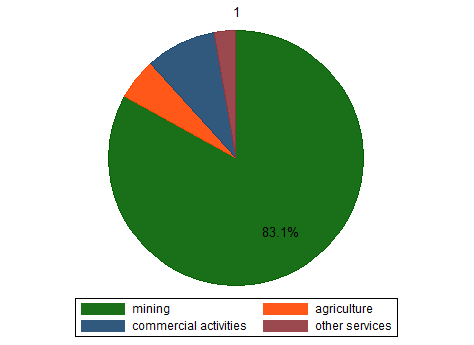 1
83.1%
mining
agriculture
commercial activities
other services